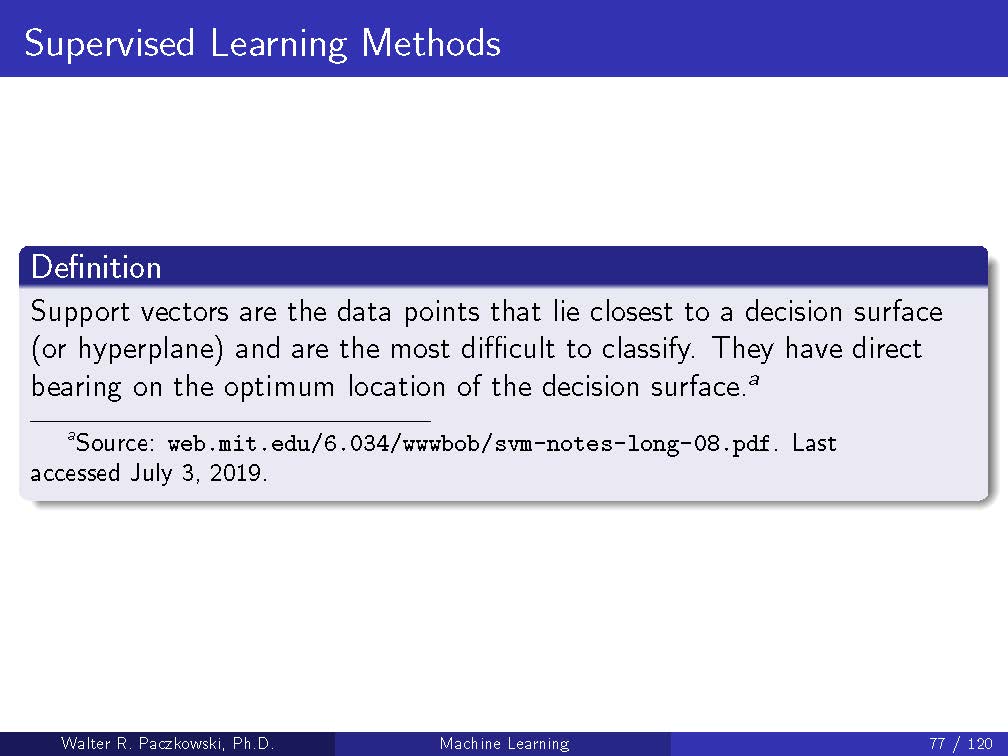 Supervised Learning Methods
Definition
Support vectors are the data points that lie closest to a decision surface
(or hyperplane) and are the most difficult to classify. They have direct
bearing on the optimum location of the decision surface.a
aSource: web.mit.edu/6.034/wwwbob/svm-notes-long-08.pdf. Last
accessed July 3, 2019.
Walter R. Paczkowski, Ph.D. Machine Learning 77 / 120